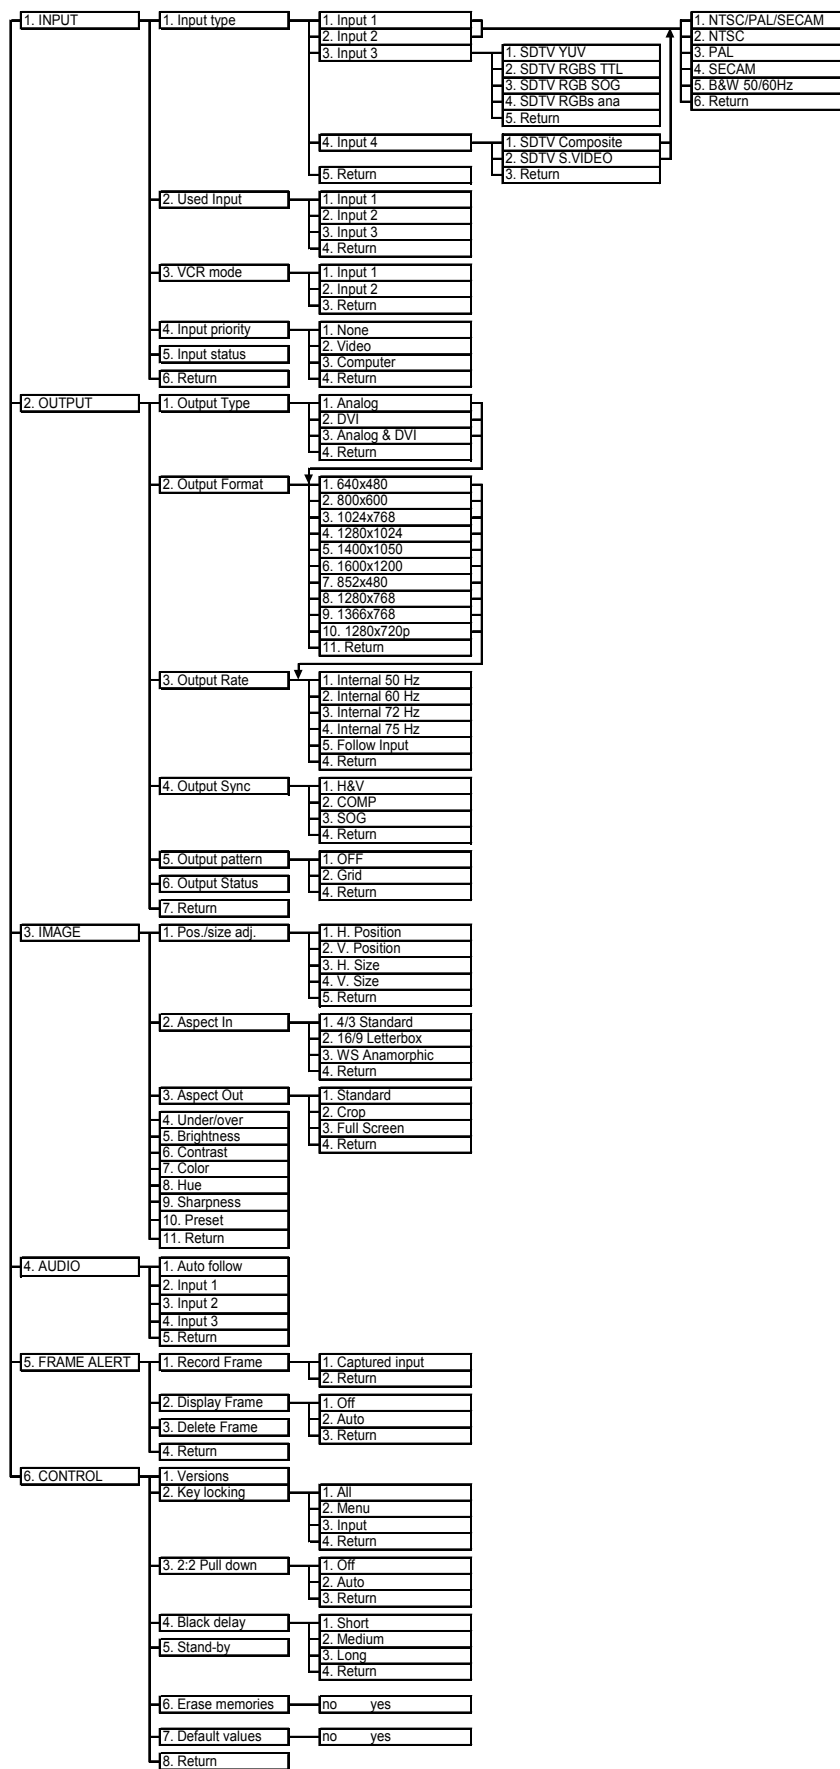 1. INPUT
1. Input type
1. Input 1
2. Input 2
3. Input 3
1. SDTV YUV
2. SDTV RGBS TTL
3. SDTV RGB SOG
4. SDTV RGBs ana
5. Return
4. Input 4
1. SDTV Composite
2. SDTV S.VIDEO
3. Return
1. NTSC/PAL/SECAM
2. NTSC
3. PAL
4. SECAM
5. B&W 50/60Hz
6. Return
5. Return
2. Used Input
1. Input 1
2. Input 2
3. Input 3
4. Return
3. VCR mode
1. Input 1
2. Input 2
3. Return
4. Input priority
1. None
2. Video
3. Computer
4. Return
5. Input status
6. Return
2. OUTPUT
1. Output Type
1. Analog
2. DVI
3. Analog & DVI
4. Return
2. Output Format
1. 640x480
2. 800x600
3. 1024x768
4. 1280x1024
5. 1400x1050
6. 1600x1200
7. 852x480
8. 1280x768
9. 1366x768
10. 1280x720p
11. Return
3. Output Rate
1. Internal 50 Hz
2. Internal 60 Hz
3. Internal 72 Hz
4. Internal 75 Hz
5. Follow Input
4. Return
4. Output Sync
1. H&V
2. COMP
3. SOG
4. Return
5. Output pattern
1. OFF
2. Grid
4. Return
6. Output Status
7. Return
3. IMAGE
1. Pos./size adj.
1. H. Position
2. V. Position
3. H. Size
4. V. Size
5. Return
2. Aspect In
1. 4/3 Standard
2. 16/9 Letterbox
3. WS Anamorphic
4. Return
3. Aspect Out
1. Standard
2. Crop
3. Full Screen
4. Return
4. Under/over
5. Brightness
6. Contrast
7. Color
8. Hue
9. Sharpness
10. Preset
11. Return
4. AUDIO
1. Auto follow
2. Input 1
3. Input 2
4. Input 3
5. Return
5. FRAME ALERT
1. Record Frame
1. Captured input
2. Return
2. Display Frame
1. Off
2. Auto
3. Return
3. Delete Frame
4. Return
6. CONTROL
1. Versions
2. Key locking
1. All
2. Menu
3. Input
4. Return
3. 2:2 Pull down
1. Off
2. Auto
3. Return
4. Black delay
1. Short
2. Medium
3. Long
4. Return
5. Stand-by
6. Erase memories
no yes
7. Default values
no yes
8. Return